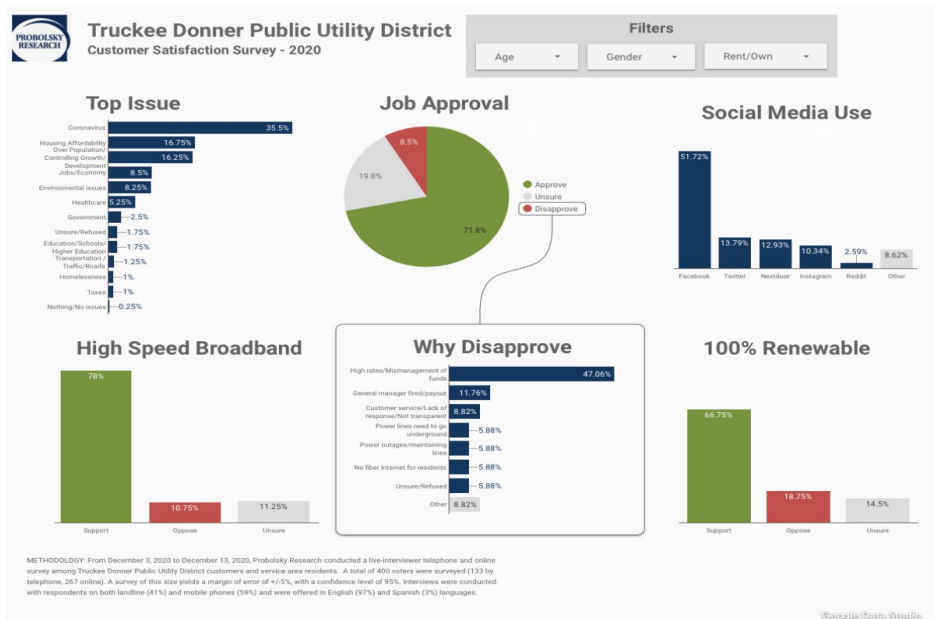 PROBOLSKY
RESEARCH
Truckee Donner Public Utility District
Customer Satisfaction Survey - 2020
Filters
Age
Gender
Rent/Own
Top Issue
Coronavirus
35.5%
Housing Affordability
16.75%
Over Population/
Controlling Growth/
Development
16.25%
Jobs/Economy
8.5%
Environmental issues
8.25%
Healthcare
5.25%
Government
2.5%
Unsure/Refused
1.75%
Education/Schools/
Higher Education
1.75%
Transportation /
Traffic/Roads
1.25%
Homelessness
1%
Taxes
1%
Nothing/No issues
0.25%
Job Approval
8.5%
19.8%
71.8%
Approve
Unsure
Disapprove
Social Media Use
51.72%
13.79%
12.93%
10.34%
2.59%
8.62%
Facebook
Twitter
Nextdoor
Instagram
Reddit
Other
High Speed Broadband
78%
10.75%
11.25%
Support
Oppose
Unsure
Why Disapprove
High rates/Mismanagement of
funds
47.06%
General manager fired/payout
11.76%
Customer service/Lack of
response/Not transparent
8.82%
Power lines need to go
underground
5.88%
Power outages/maintaining
lines
5.88%
No fiber Internet for residents
5.88%
Unsure/Refused
5.88%
Other
8.82%
100% Renewable
66.75%
18.75%
14.5%
Support
Oppose
Unsure
METHODOLOGY: From December 3, 2020 to December 13, 2020, Probolsky Research conducted a live-interviewer telephone and online
survey among Truckee Donner Public Utility District customers and service area residents. A total of 400 voters were surveyed (133 by
telephone, 267 online). A survey of this size yields a margin of error of +/-5%, with a confidence level of 95%. Interviews were conducted
with respondents on both landline (41%) and mobile phones (59%) and were offered in English (97%) and Spanish (3%) languages.
Google Data Studio